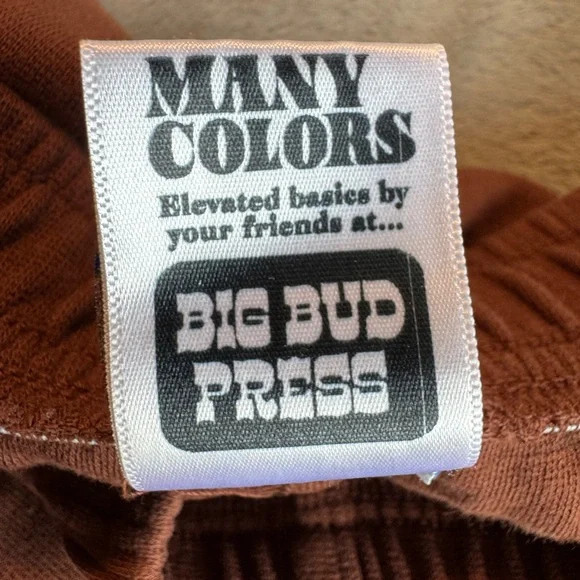 MANY
COLORS
Elevated basics by
your friends at...
BIG BUD
PRESS